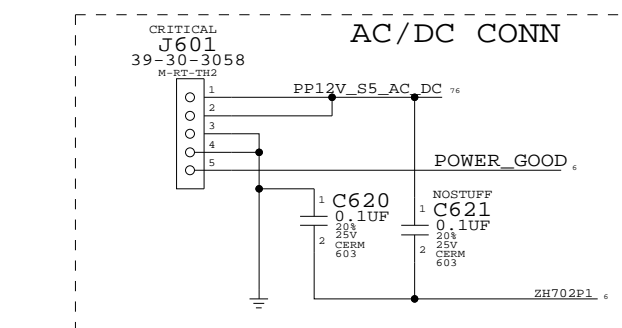 AC/DC CONN
CRITICAL
J601
39-30-3058
M-RT-TH2
1
PP12V_S5_AC_DC 76
2
3
4
5
POWER_GOOD 6
1
C620
0.1UF
20%
25V
CERM
603
2
NOSTUFF
1
C621
0.1UF
20%
25V
CERM
603
2
ZH702P1 6